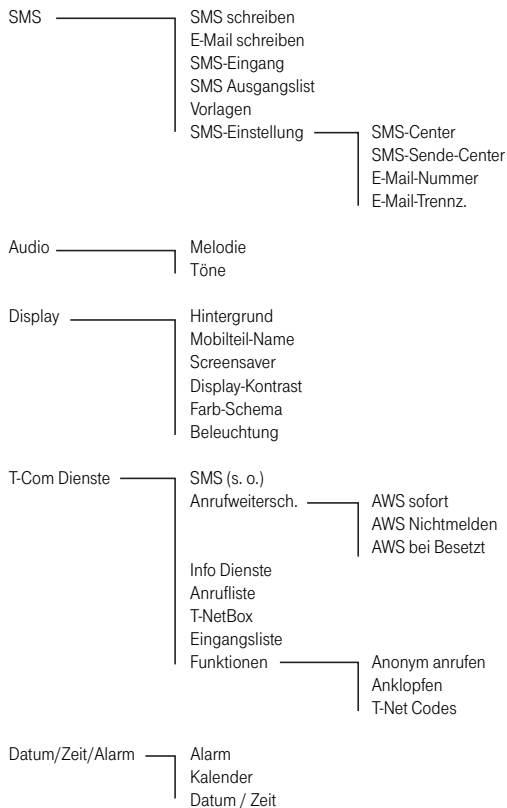 SMS SMS schreiben
E-Mail schreiben
SMS-Eingang
SMS Ausgangslist
Vorlagen
SMS-Einstellung SMS-Center
SMS-Sende-Center
E-Mail-Nummer
E-Mail-Trennz.
Audio Melodie
Töne
Display Hintergrund
Mobilteil-Name
Screensaver
Display-Kontrast
Farb-Schema
Beleuchtung
T-Com Dienste SMS (s. o.)
Anrufweitersch. AWS sofort
AWS Nichtmelden
AWS bei Besetzt
Info Dienste
Anrufliste
T-NetBox
Eingangsliste
Funktionen Anonym anrufen
Anklopfen
T-Net Codes
Datum/Zeit/Alarm Alarm
Kalender
Datum / Zeit